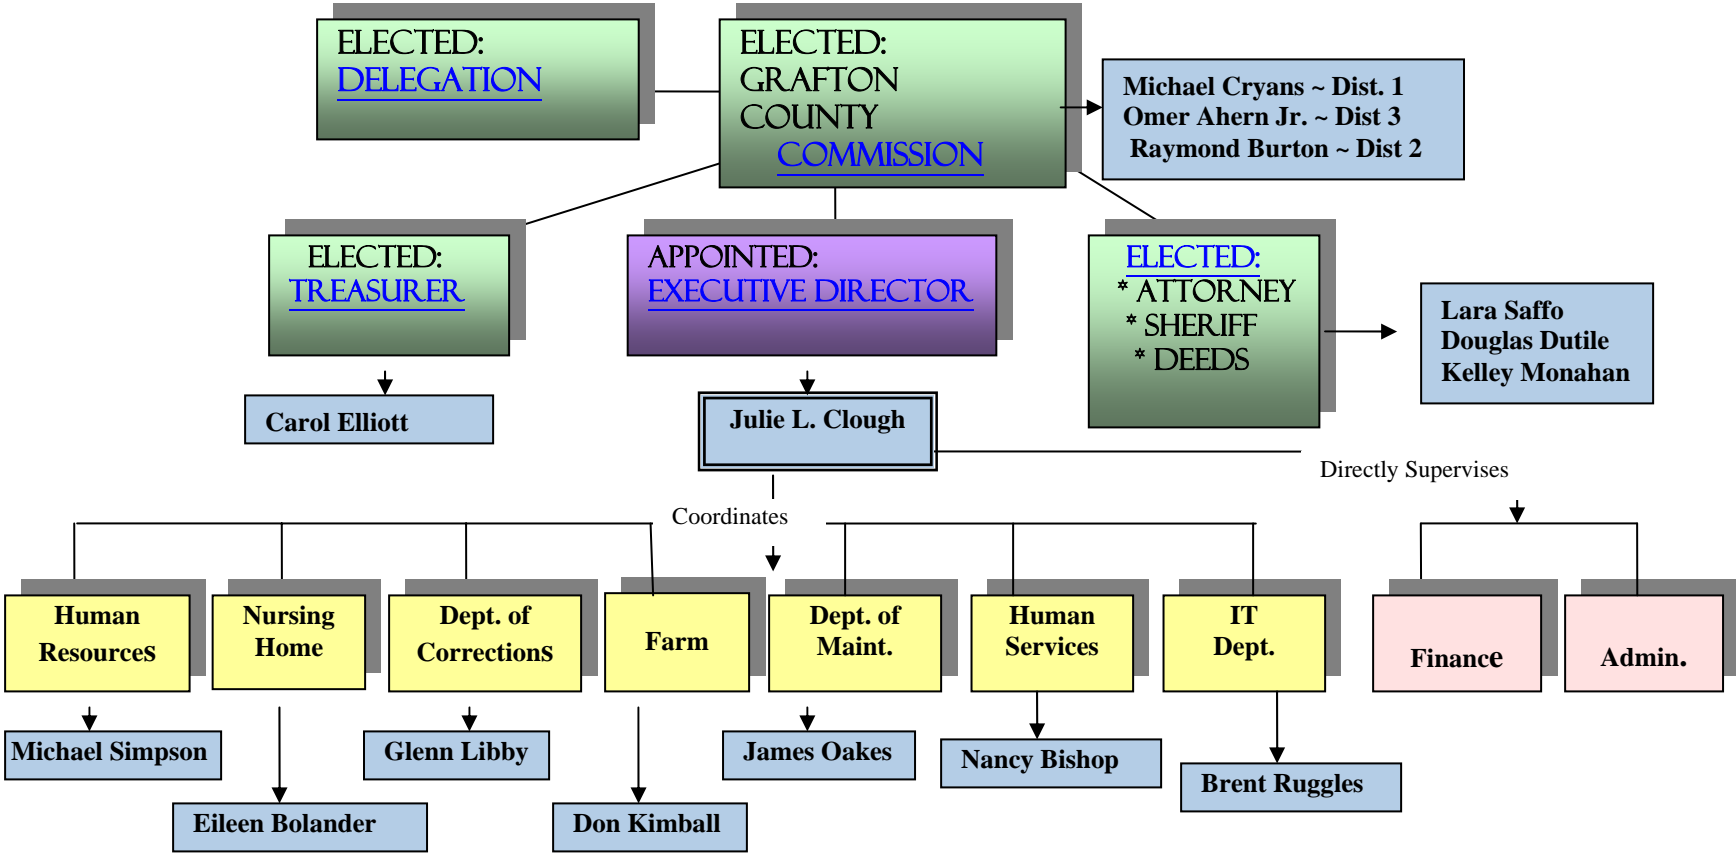 ELECTED:
DELEGATION
ELECTED:
GRAFTON
COUNTY
COMMISSION
Michael Cryans ~ Dist. 1
Omer Ahern Jr. ~ Dist 3
Raymond Burton ~ Dist 2
ELECTED:
TREASURER
APPOINTED:
EXECUTIVE DIRECTOR
ELECTED:
* ATTORNEY
* SHERIFF
* DEEDS
Lara Saffo
Douglas Dutile
Kelley Monahan
Carol Elliott
Julie L. Clough
Directly Supervises
Coordinates
Human
Resources
Nursing
Home
Dept. of
Corrections
Farm
Dept. of
Maint.
Human
Services
IT
Dept.
Finance
Admin.
Michael Simpson
Eileen Bolander
Glenn Libby
Don Kimball
James Oakes
Nancy Bishop
Brent Ruggles